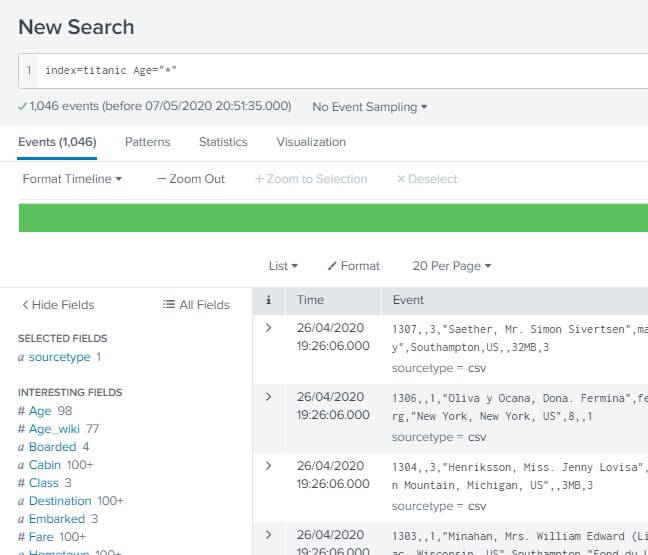 New Search
1 index=titanic Age="*"
✓ 1,046 events (before 07/05/2020 20:51:35.000) No Event Sampling ▾
Events (1,046) Patterns Statistics Visualization
Format Timeline ▾ — Zoom Out + Zoom to Selection × Deselect
List ▾ Format 20 Per Page ▾
< Hide Fields All Fields
i Time Event
SELECTED FIELDS
a sourcetype 1
INTERESTING FIELDS
# Age 98
# Age_wiki 77
a Boarded 4
a Cabin 100+
# Class 3
a Destination 100+
a Embarked 3
# Fare 100+
a Hometown 100+
> 26/04/2020
19:26:06.000
1307,,3,"Saether, Mr. Simon Sivertsen",ma
y",Southampton,US,,32MB,3
sourcetype = csv
> 26/04/2020
19:26:06.000
1306,,1,"Oliva y Ocana, Dona. Fermina",fe
rg,"New York, New York, US",8,,1
sourcetype = csv
> 26/04/2020
19:26:06.000
1304,,3,"Henriksson, Miss. Jenny Lovisa",
n Mountain, Michigan, US",,3MB,3
sourcetype = csv
> 26/04/2020
19:26:06.000
1303,,1,"Minahan, Mrs. William Edward (Li
ac, Wisconsin, US",Southampton,"Fond du L